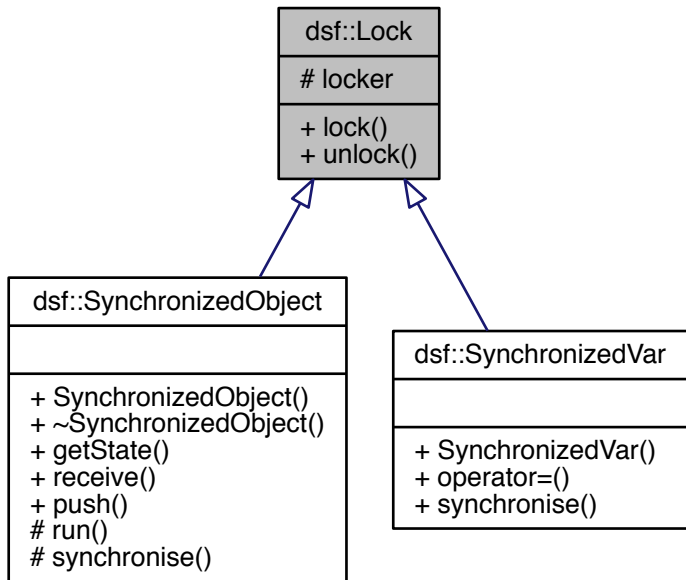 dsf::Lock
# locker
+ lock()
+ unlock()
dsf::SynchronizedObject
+ SynchronizedObject()
+ ~SynchronizedObject()
+ getState()
+ receive()
+ push()
# run()
# synchronise()
dsf::SynchronizedVar
+ SynchronizedVar()
+ operator=()
+ synchronise()